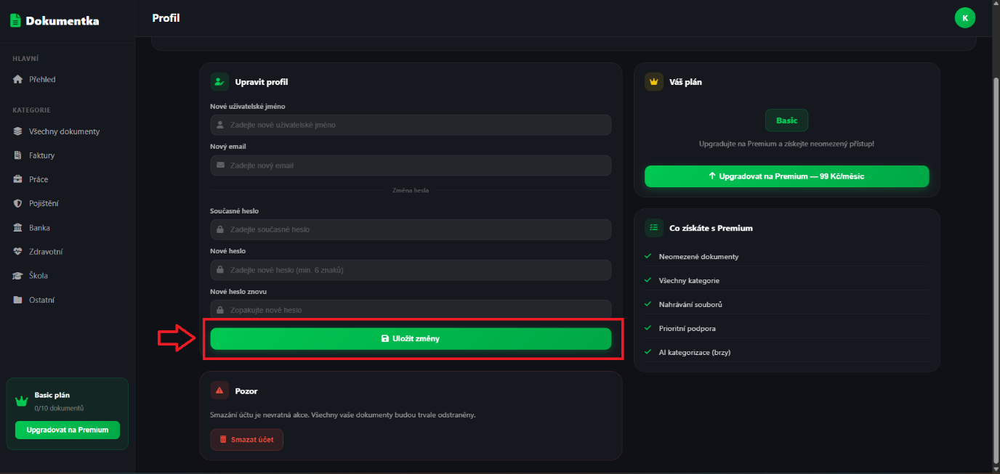 Dokumentka
Profil
K
HLAVNÍ
Přehled
KATEGORIE
Všechny dokumenty
Faktury
Práce
Pojištění
Banka
Zdravotní
Škola
Ostatní
Basic plán
0/10 dokumentů
Upgradovat na Premium
Upravit profil
Nové uživatelské jméno
Zadejte nové uživatelské jméno
Nový email
Zadejte nový email
Změna hesla
Současné heslo
Zadejte současné heslo
Nové heslo
Zadejte nové heslo (min. 6 znaků)
Nové heslo znovu
Zopakujte nové heslo
Uložit změny
Pozor
Smazání účtu je nevratná akce. Všechny vaše dokumenty budou trvale odstraněny.
Smazat účet
Váš plán
Basic
Upgradujte na Premium a získejte neomezený přístup!
Upgradovat na Premium — 99 Kč/měsíc
Co získáte s Premium
Neomezené dokumenty
Všechny kategorie
Nahrávání souborů
Prioritní podpora
AI kategorizace (brzy)